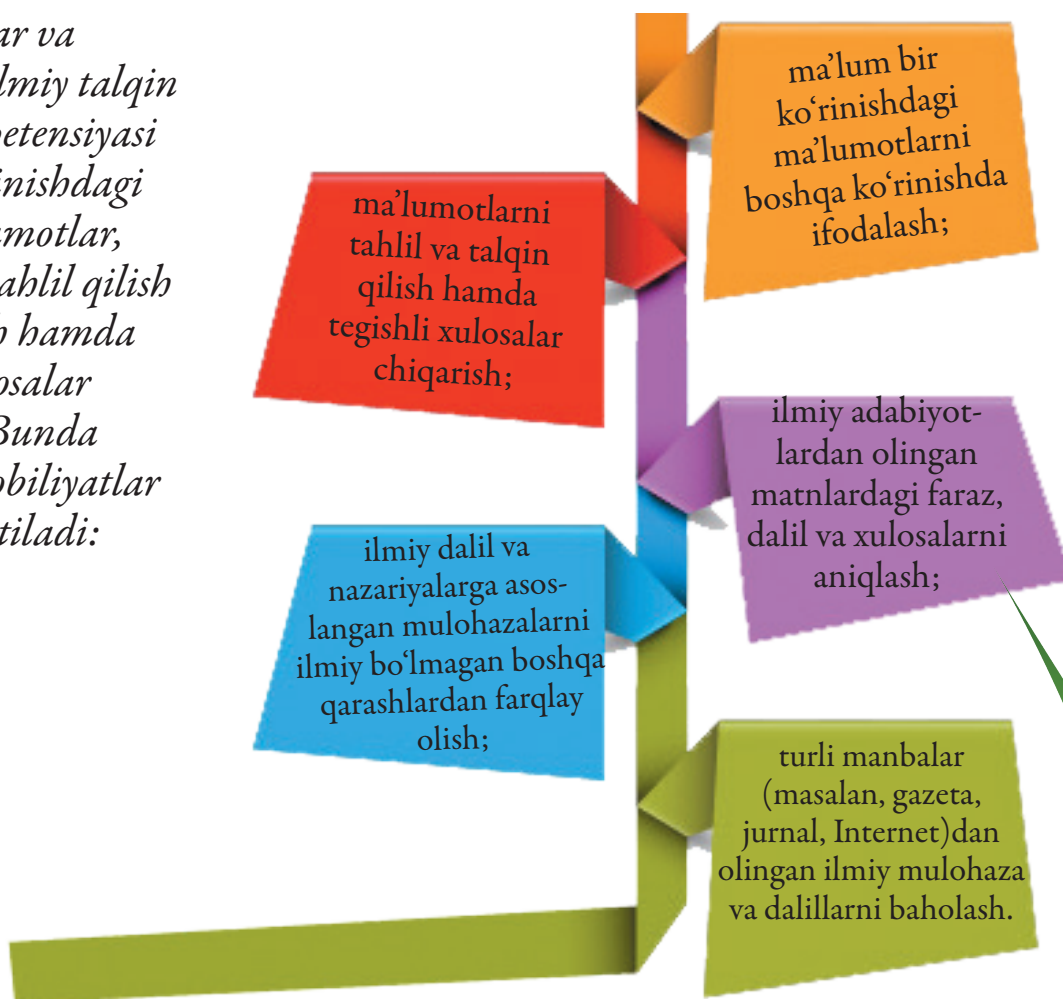 ar va
lmiy talqin
petensiyasi
inishdagi
umotlar,
tahlil qilish
h hamda
osalar
Bunda
obiliyatlar
tiladi:
ma’lum bir
ko‘rinishdagi
ma’lumotlarni
boshqa ko‘rinishda
ifodalash;
ma’lumotlarni
tahlil va talqin
qilish hamda
tegishli xulosalar
chiqarish;
ilmiy adabiyot-
lardan olingan
matnlardagi faraz,
dalil va xulosalarni
aniqlash;
ilmiy dalil va
nazariyalarga asos-
langan mulohazalarni
ilmiy bo‘lmagan boshqa
qarashlardan farqlay
olish;
turli manbalar
(masalan, gazeta,
jurnal, Internet)dan
olingan ilmiy mulohaza
va dalillarni baholash.